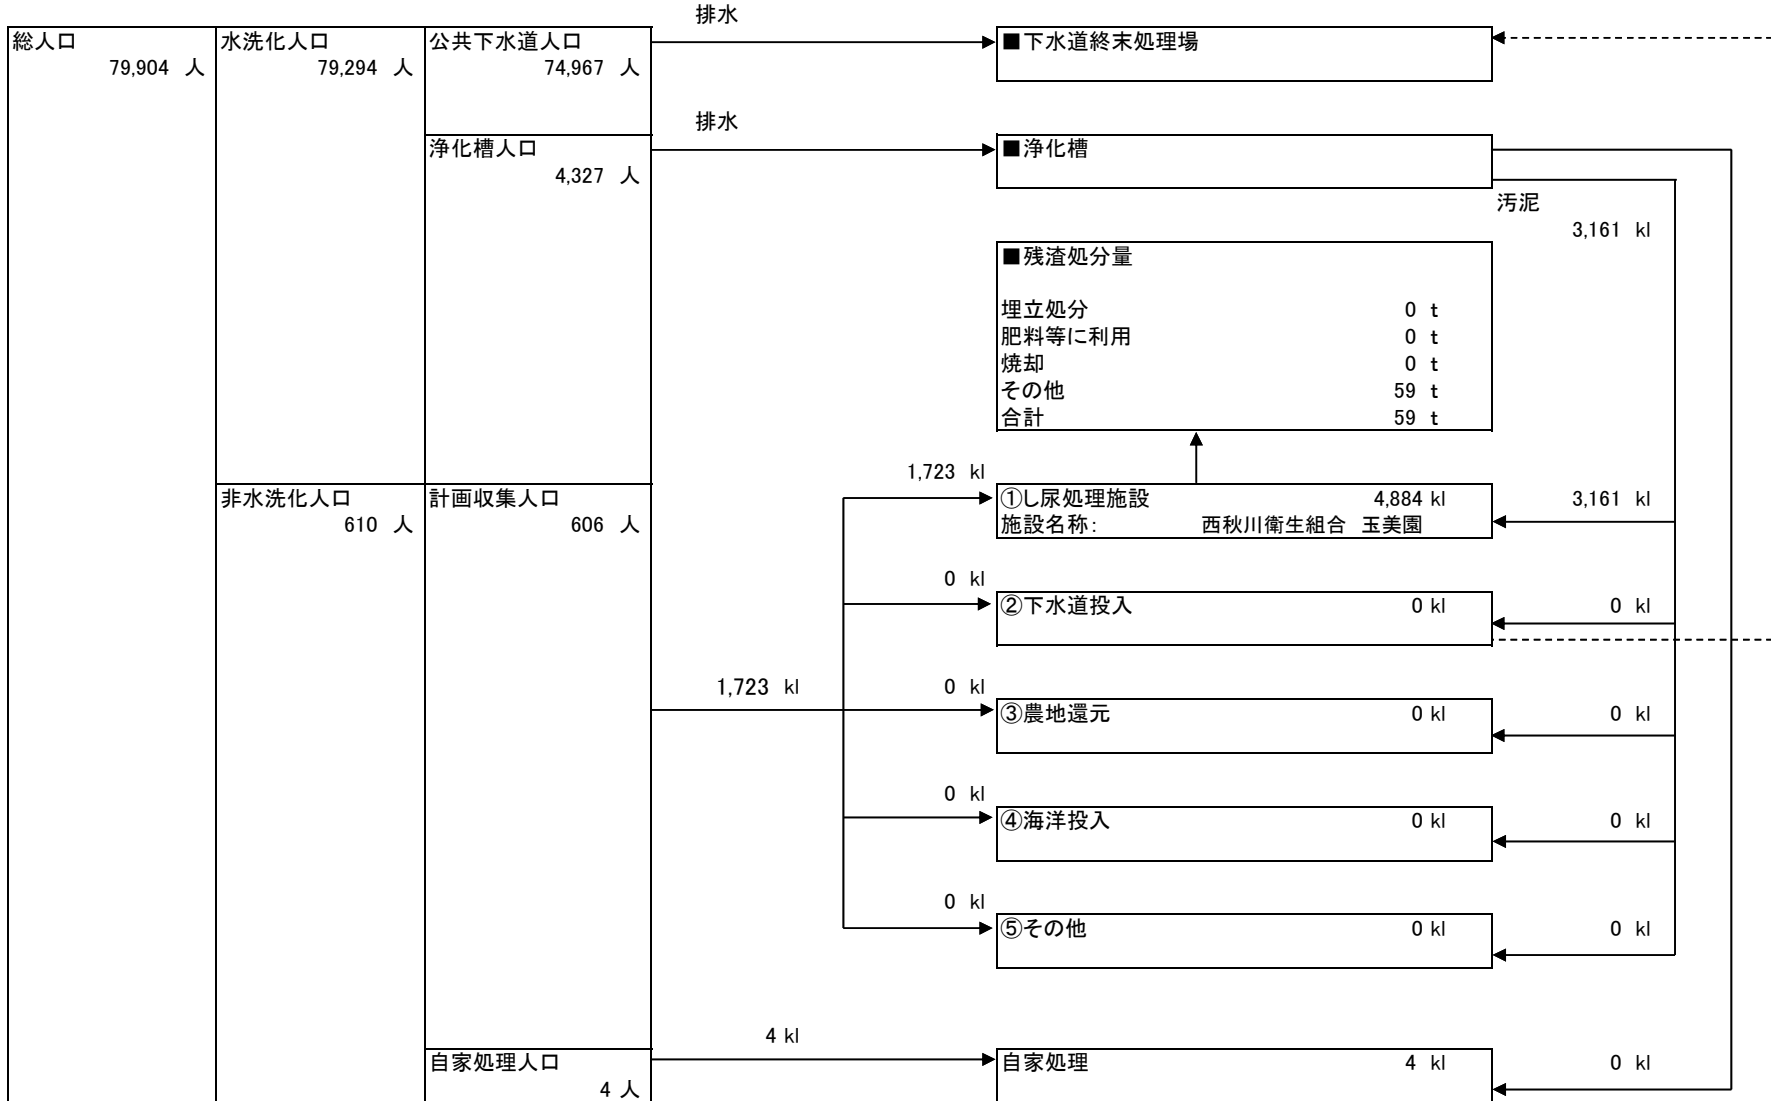 排水
総人口 水洗化人口 公共下水道人口 ■下水道終末処理場
79,904 人 79,294 人 74,967 人
排水
浄化槽人口 ■浄化槽
4,327 人
汚泥
3,161 kl
■残渣処分量
埋立処分 0 t
肥料等に利用 0 t
焼却 0 t
その他 59 t
合計 59 t
1,723 kl
非水洗化人口 計画収集人口 ①し尿処理施設 4,884 kl 3,161 kl
610 人 606 人 施設名称: 西秋川衛生組合 玉美園
0 kl
②下水道投入 0 kl 0 kl
1,723 kl 0 kl
③農地還元 0 kl 0 kl
0 kl
④海洋投入 0 kl 0 kl
0 kl
⑤その他 0 kl 0 kl
4 kl
自家処理人口 自家処理 4 kl 0 kl
4 人